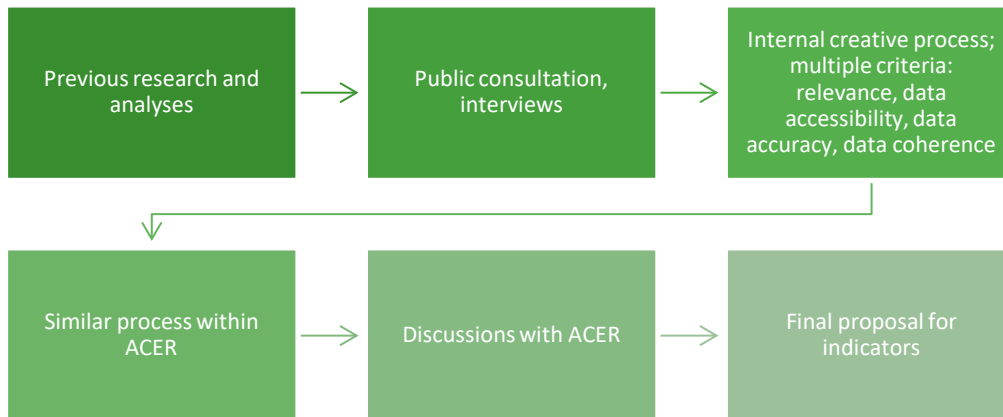 Previous research and
analyses
Public consultation,
interviews
Internal creative process;
multiple criteria:
relevance, data
accessibility, data
accuracy, data coherence
Similar process within
ACER
Discussions with ACER
Final proposal for
indicators